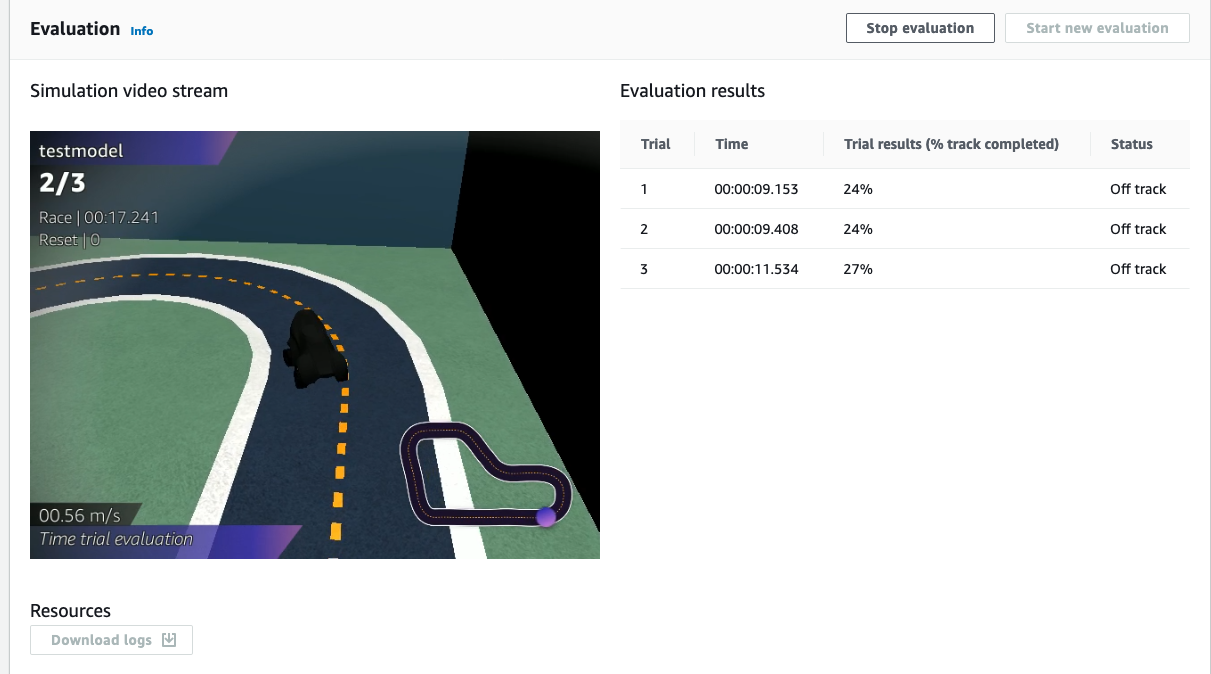 Evaluation Info
Stop evaluation
Start new evaluation
Simulation video stream
testmodel
2/3
Race | 00:17.241
Reset | 0
00.56 m/s
Time trial evaluation
Evaluation results
Trial Time Trial results (% track completed) Status
1 00:00:09.153 24% Off track
2 00:00:09.408 24% Off track
3 00:00:11.534 27% Off track
Resources
Download logs